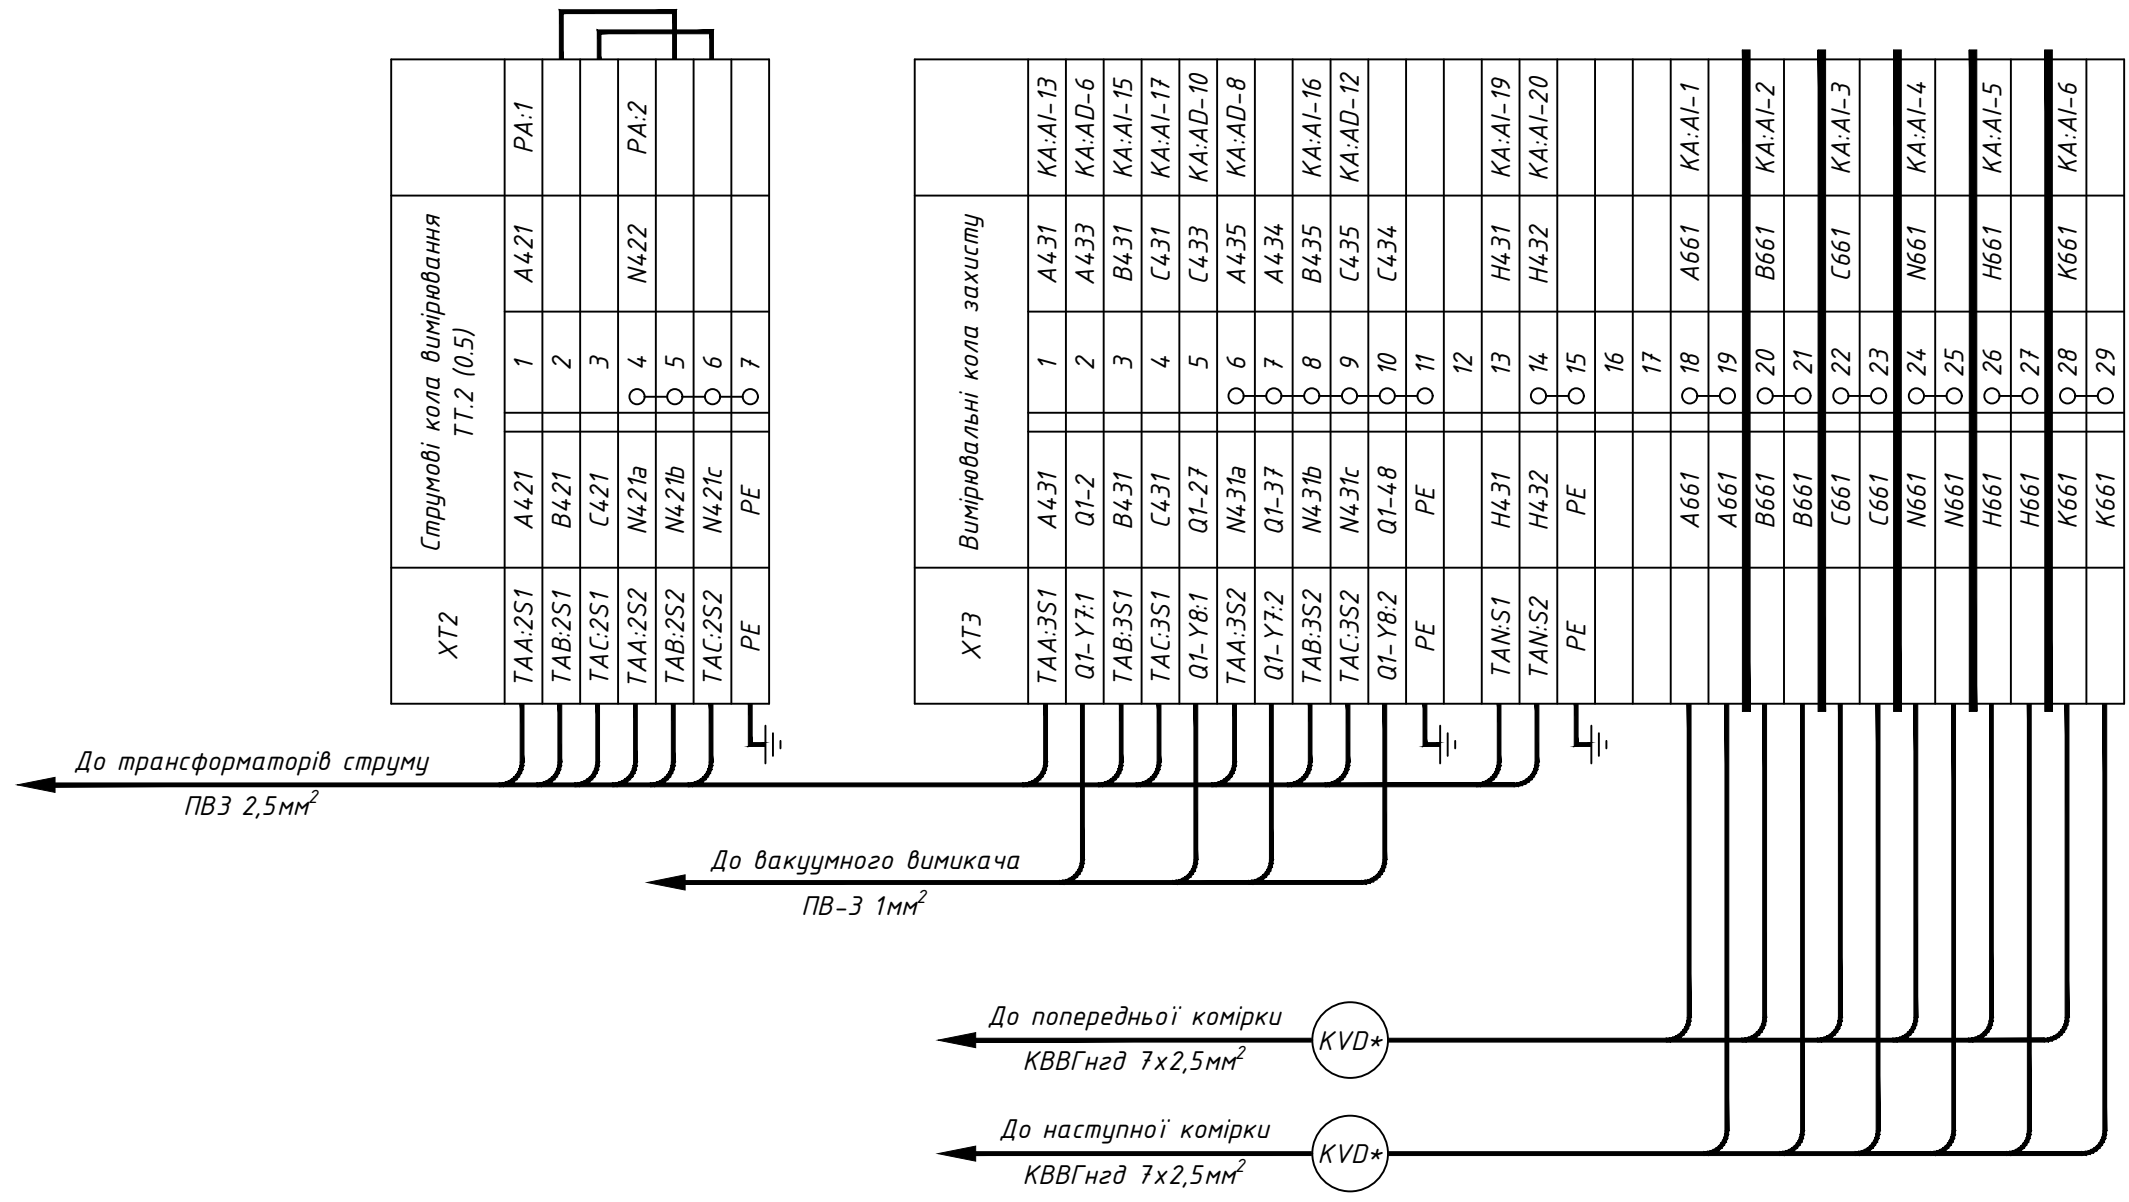 PA:1
PA:2
Струмові кола вимірювання
ТТ.2 (0.5)
A421
N422
1
2
3
4
5
6
7
A421
B421
C421
N421a
N421b
N421c
PE
XT2
TAA:2S1
TAB:2S1
TAC:2S1
TAA:2S2
TAB:2S2
TAC:2S2
PE
KA:AI-13
KA:AD-6
KA:AI-15
KA:AI-17
KA:AD-10
KA:AD-8
KA:AI-16
KA:AD-12
KA:AI-19
KA:AI-20
KA:AI-1
KA:AI-2
KA:AI-3
KA:AI-4
KA:AI-5
KA:AI-6
Вимірювальні кола захисту
A431
A433
B431
C431
C433
A435
A434
B435
C435
C434
H431
H432
A661
B661
C661
N661
H661
K661
1
2
3
4
5
6
7
8
9
10
11
12
13
14
15
16
17
18
19
20
21
22
23
24
25
26
27
28
29
A431
Q1-2
B431
C431
Q1-27
N431a
Q1-37
N431b
N431c
Q1-48
PE
H431
H432
PE
A661
A661
B661
B661
C661
C661
N661
N661
H661
H661
K661
K661
XT3
TAA:3S1
Q1-Y7:1
TAB:3S1
TAC:3S1
Q1-Y8:1
TAA:3S2
Q1-Y7:2
TAB:3S2
TAC:3S2
Q1-Y8:2
PE
TAN:S1
TAN:S2
PE
До трансформаторів струму
ПВ3 2,5мм²
До вакуумного вимикача
ПВ-3 1мм²
До попередньої комірки
КВВГнгд 7х2,5мм²
KVD*
До наступної комірки
КВВГнгд 7х2,5мм²
KVD*